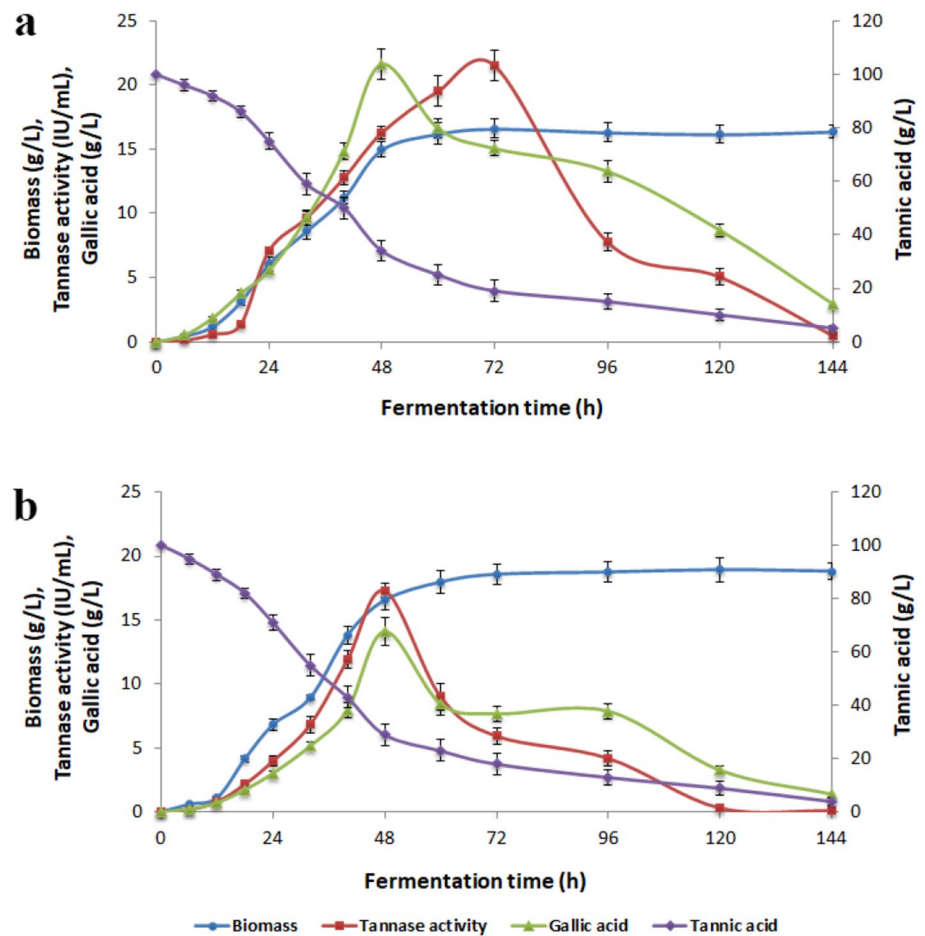 a
25
20
15
10
5
0
Biomass (g/L),
Tannase activity (IU/mL),
Gallic acid (g/L)
120
100
80
60
40
20
0
Tannic acid (g/L)
0 24 48 72 96 120 144
Fermentation time (h)
b
25
20
15
10
5
0
Biomass (g/L),
Tannase activity (IU/mL),
Gallic acid (g/L)
120
100
80
60
40
20
0
Tannic acid (g/L)
0 24 48 72 96 120 144
Fermentation time (h)
Biomass Tannase activity Gallic acid Tannic acid